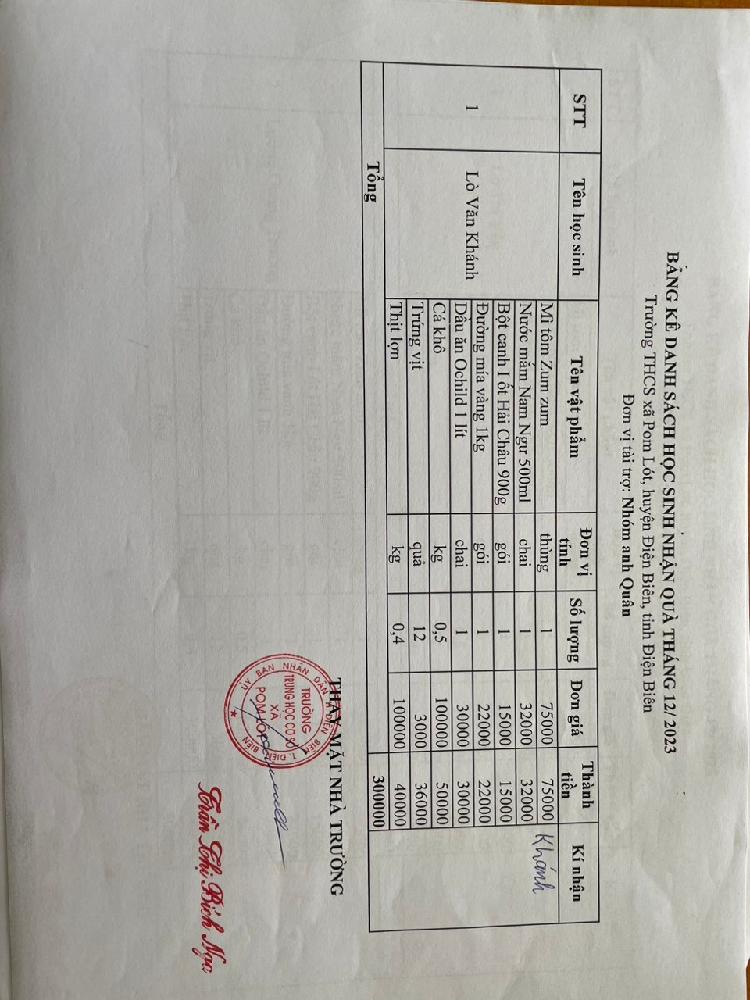 BẢNG KÊ DANH SÁCH HỌC SINH NHẬN QUÀ THÁNG 12/ 2023
Trường THCS xã Pom Lót, huyện Điện Biên, tỉnh Điện Biên
Đơn vị tài trợ: Nhóm anh Quân
STT Tên học sinh Tên vật phẩm Đơn vị tính Số lượng Đơn giá Thành tiền Kí nhận
1 Lò Văn Khánh
Mì tôm Zum zum thùng 1 75000 75000 Khánh
Nước mắm Nam Ngư 500ml chai 1 32000 32000
Bột canh I ốt Hải Châu 900g gói 1 15000 15000
Đường mía vàng 1kg gói 1 22000 22000
Dầu ăn Ochild 1 lít chai 1 30000 30000
Cá khô kg 0,5 100000 50000
Trứng vịt quả 12 3000 36000
Thịt lợn kg 0,4 100000 40000
Tổng 300000
THAY MẶT NHÀ TRƯỜNG
ỦY BAN NHÂN DÂN H. ĐIỆN BIÊN T. ĐIỆN BIÊN
TRƯỜNG
TRUNG HỌC CƠ SỞ
XÃ
POM LÓT
Trần Thị Bích Nga